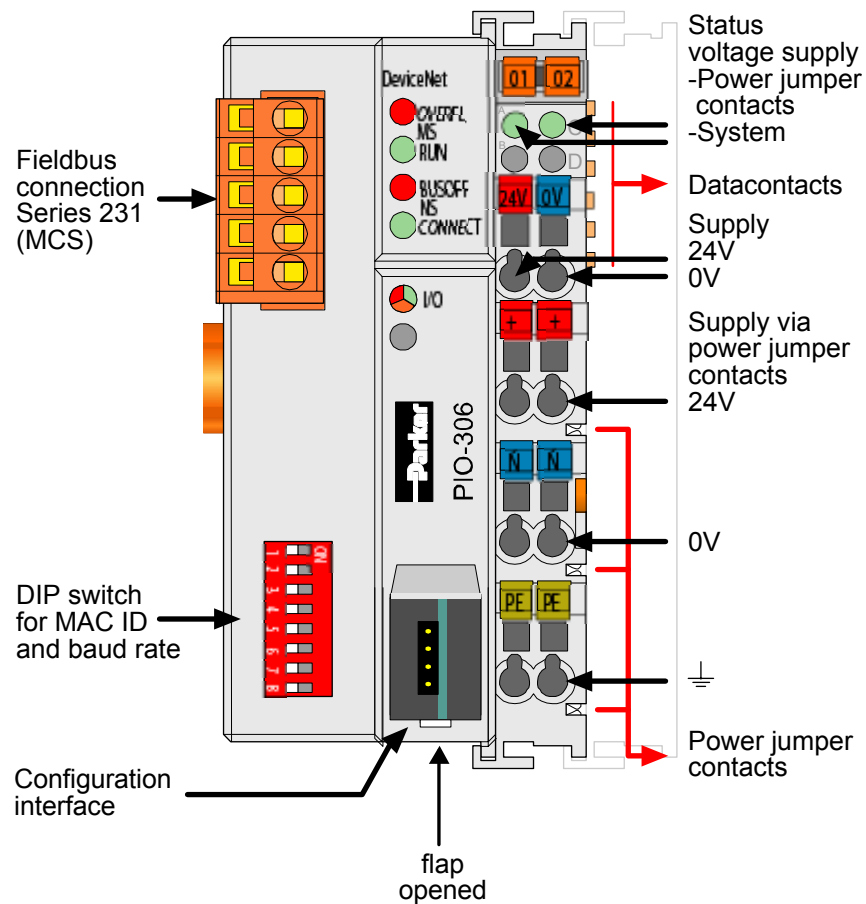 Status
voltage supply
-Power jumper
contacts
-System
Datacontacts
Supply
24V
0V
Supply via
power jumper
contacts
24V
0V
Power jumper
contacts
Fieldbus
connection
Series 231
(MCS)
DIP switch
for MAC ID
and baud rate
Configuration
interface
flap
opened
DeviceNet
OVERFL
MS
RUN
BUSOFF
NS
CONNECT
I/O
Parker
PIO-306
01 02
A
C
B
D
24V 0V
+ +
Ñ Ñ
PE PE
ON
1
2
3
4
5
6
7
8